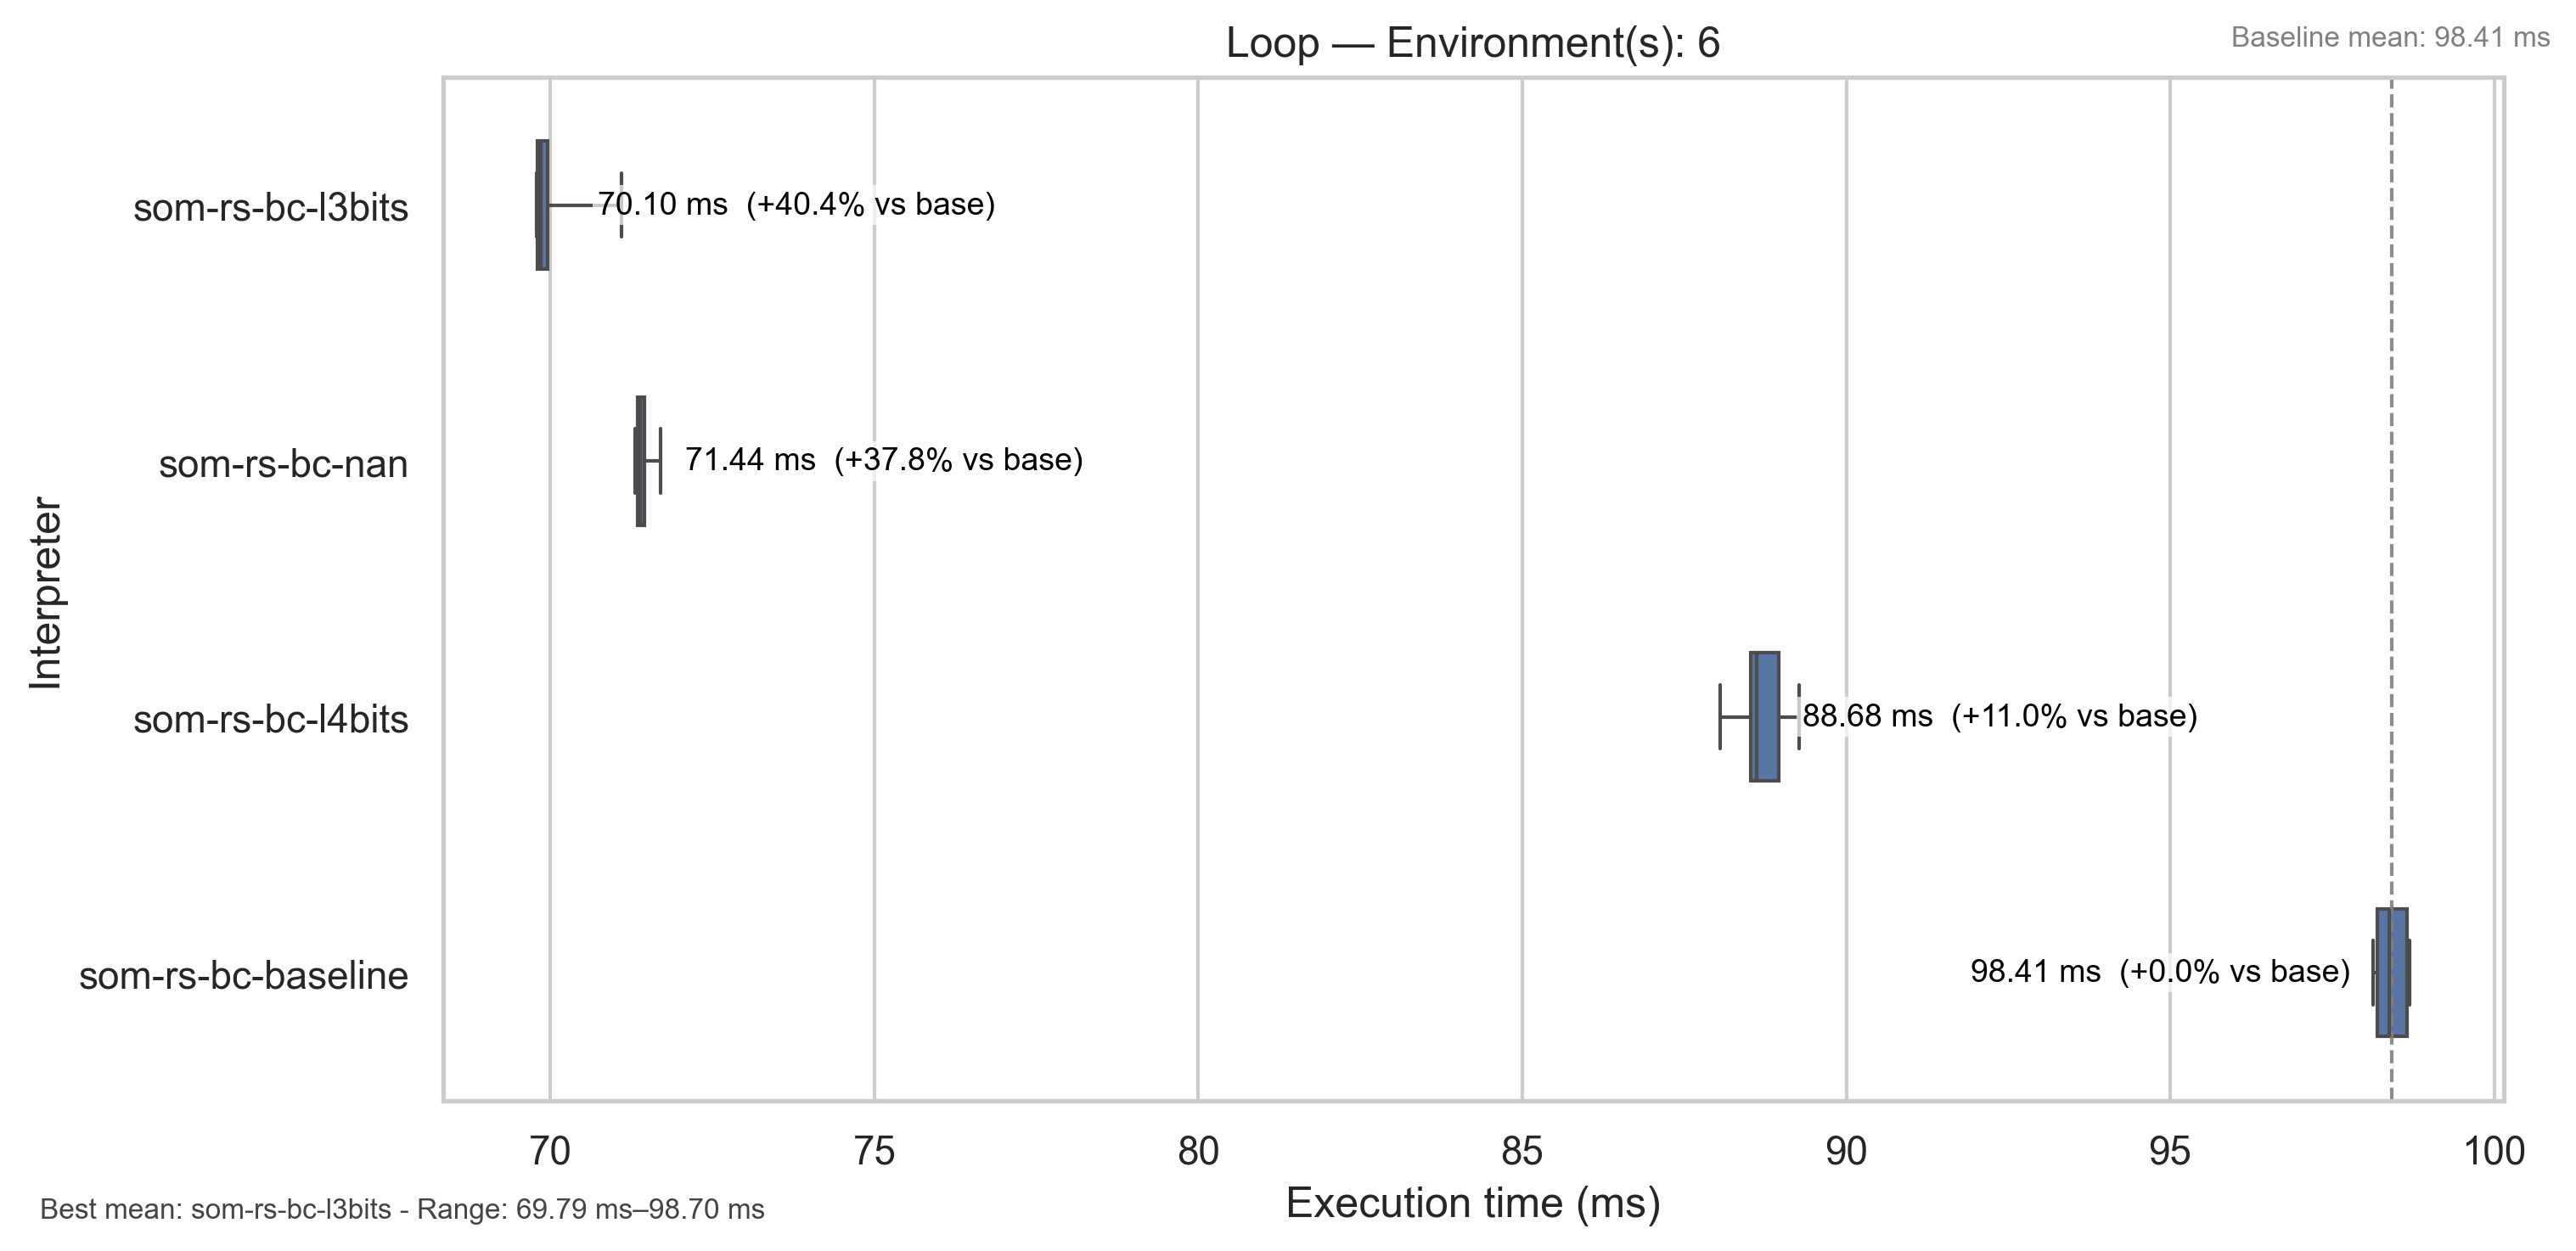 Loop — Environment(s): 6
Baseline mean: 98.41 ms
som-rs-bc-l3bits
70.10 ms  (+40.4% vs base)
som-rs-bc-nan
71.44 ms  (+37.8% vs base)
Interpreter
som-rs-bc-l4bits
88.68 ms  (+11.0% vs base)
som-rs-bc-baseline
98.41 ms  (+0.0% vs base)
70 75 80 85 90 95 100
Execution time (ms)
Best mean: som-rs-bc-l3bits - Range: 69.79 ms–98.70 ms